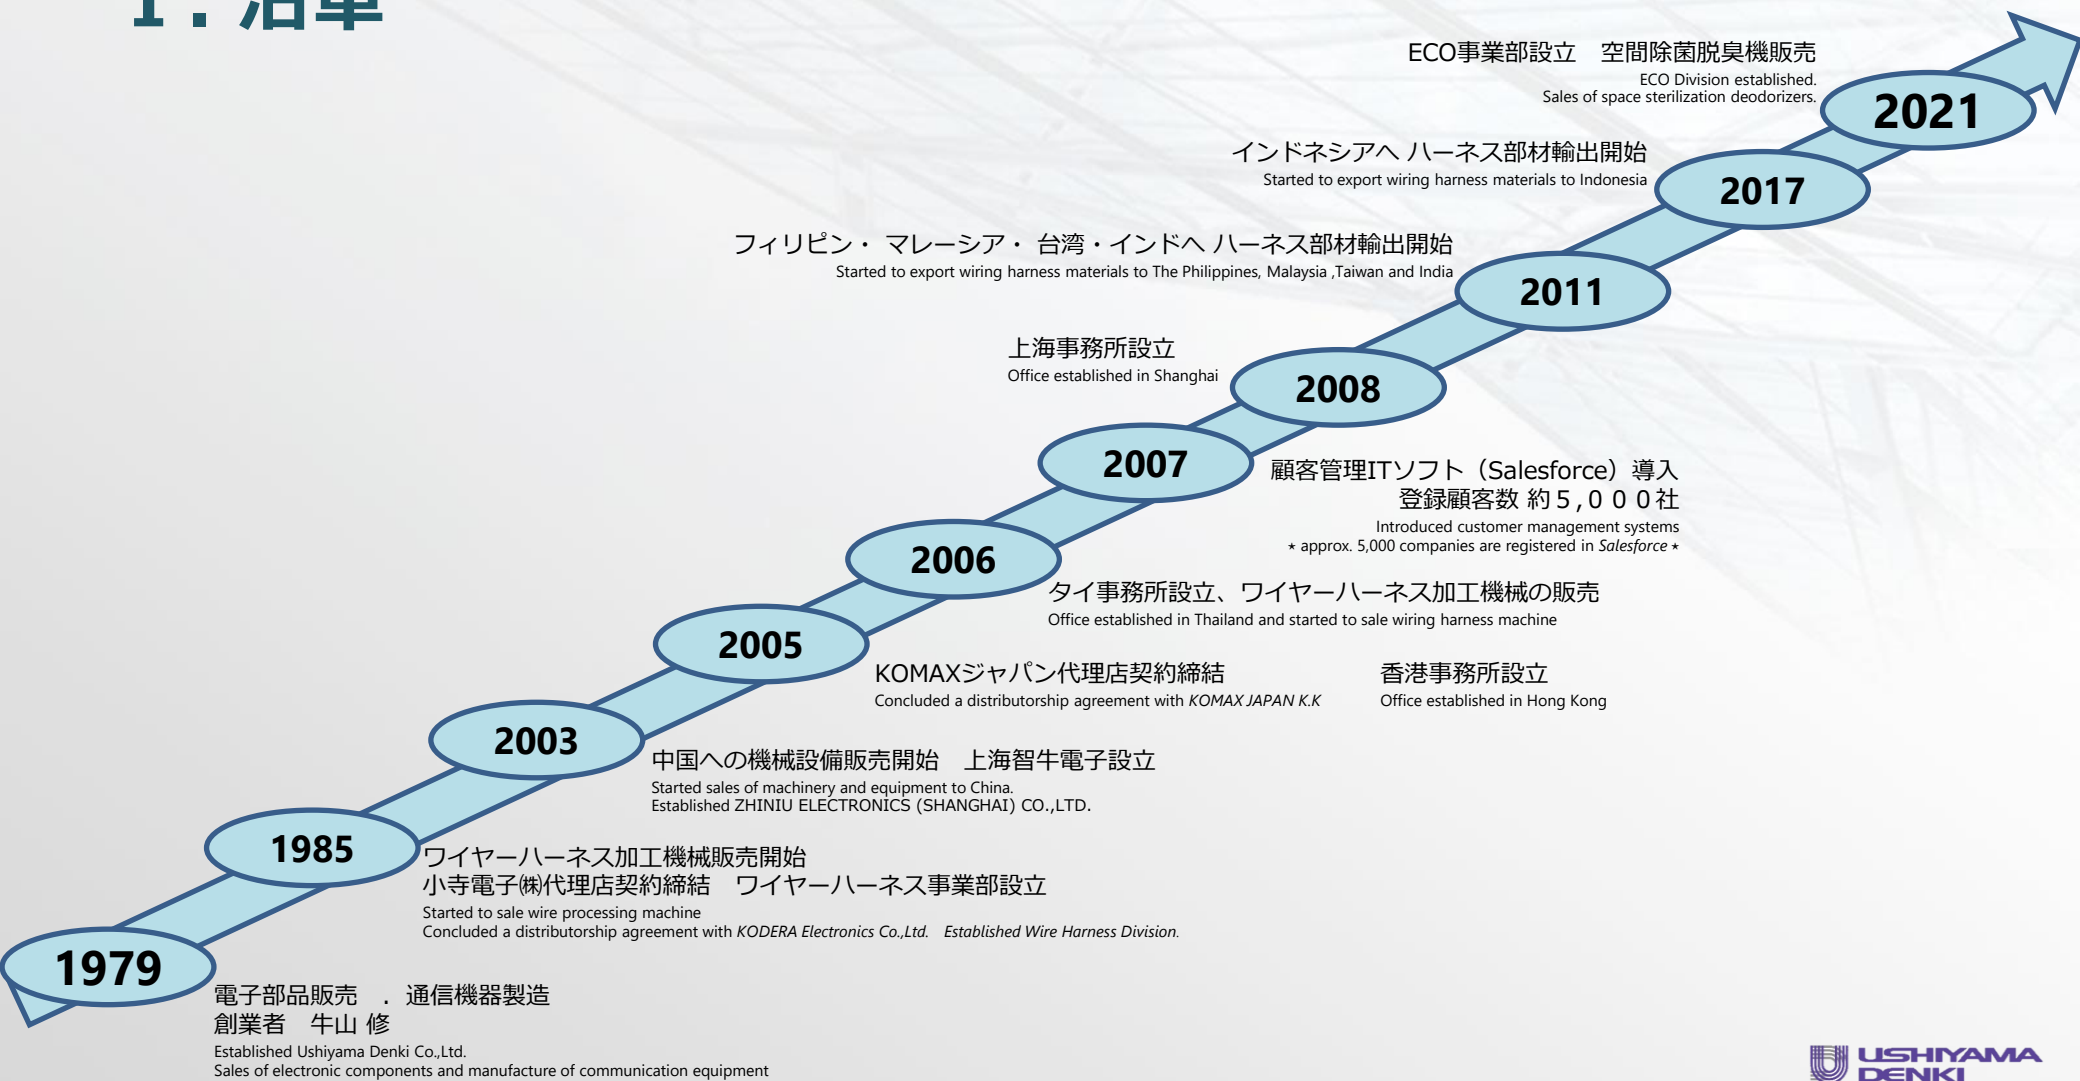 1．沿革
ECO事業部設立　空間除菌脱臭機販売
ECO Division established.
Sales of space sterilization deodorizers.
2021
インドネシアへ ハーネス部材輸出開始
Started to export wiring harness materials to Indonesia
2017
フィリピン・ マレーシア・ 台湾・インドへ ハーネス部材輸出開始
Started to export wiring harness materials to The Philippines, Malaysia ,Taiwan and India
2011
上海事務所設立
Office established in Shanghai
2008
2007
顧客管理ITソフト（Salesforce）導入
登録顧客数 約５,０００社
Introduced customer management systems
⋆ approx. 5,000 companies are registered in Salesforce ⋆
2006
タイ事務所設立、ワイヤーハーネス加工機械の販売
Office established in Thailand and started to sale wiring harness machine
2005
KOMAXジャパン代理店契約締結
Concluded a distributorship agreement with KOMAX JAPAN K.K
香港事務所設立
Office established in Hong Kong
2003
中国への機械設備販売開始　上海智牛電子設立
Started sales of machinery and equipment to China.
Established ZHINIU ELECTRONICS (SHANGHAI) CO.,LTD.
1985
ワイヤーハーネス加工機械販売開始
小寺電子㈱代理店契約締結　ワイヤーハーネス事業部設立
Started to sale wire processing machine
Concluded a distributorship agreement with KODERA Electronics Co.,Ltd.　Established Wire Harness Division.
1979
電子部品販売　．通信機器製造
創業者　牛山 修
Established Ushiyama Denki Co.,Ltd.
Sales of electronic components and manufacture of communication equipment
USHIYAMA
DENKI